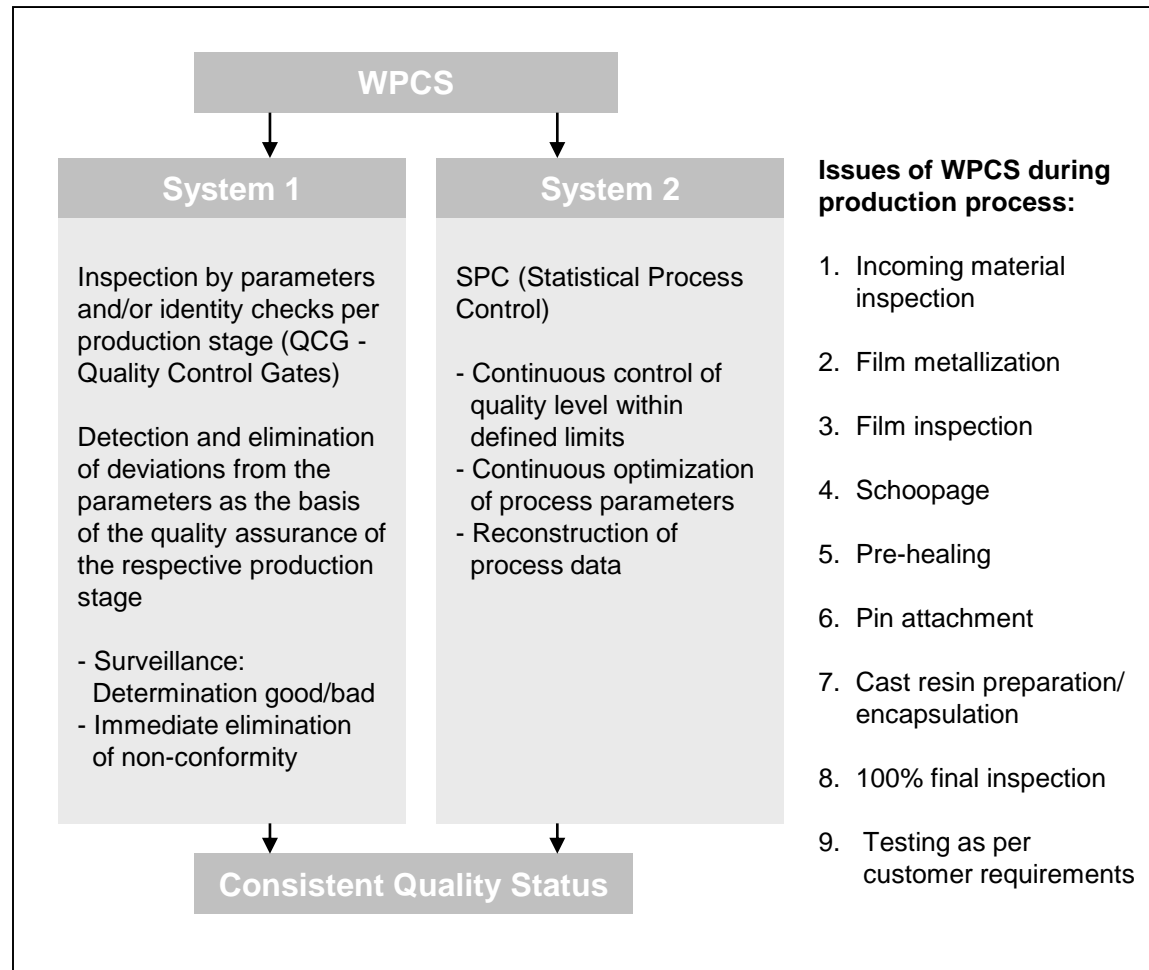 WPCS
System 1
Inspection by parameters
and/or identity checks per
production stage (QCG -
Quality Control Gates)
Detection and elimination
of deviations from the
parameters as the basis
of the quality assurance of
the respective production
stage
- Surveillance:
Determination good/bad
- Immediate elimination
of non-conformity
System 2
SPC (Statistical Process
Control)
- Continuous control of
quality level within
defined limits
- Continuous optimization
of process parameters
- Reconstruction of
process data
Consistent Quality Status
Issues of WPCS during
production process:
1. Incoming material
inspection
2. Film metallization
3. Film inspection
4. Schoopage
5. Pre-healing
6. Pin attachment
7. Cast resin preparation/
encapsulation
8. 100% final inspection
9. Testing as per
customer requirements